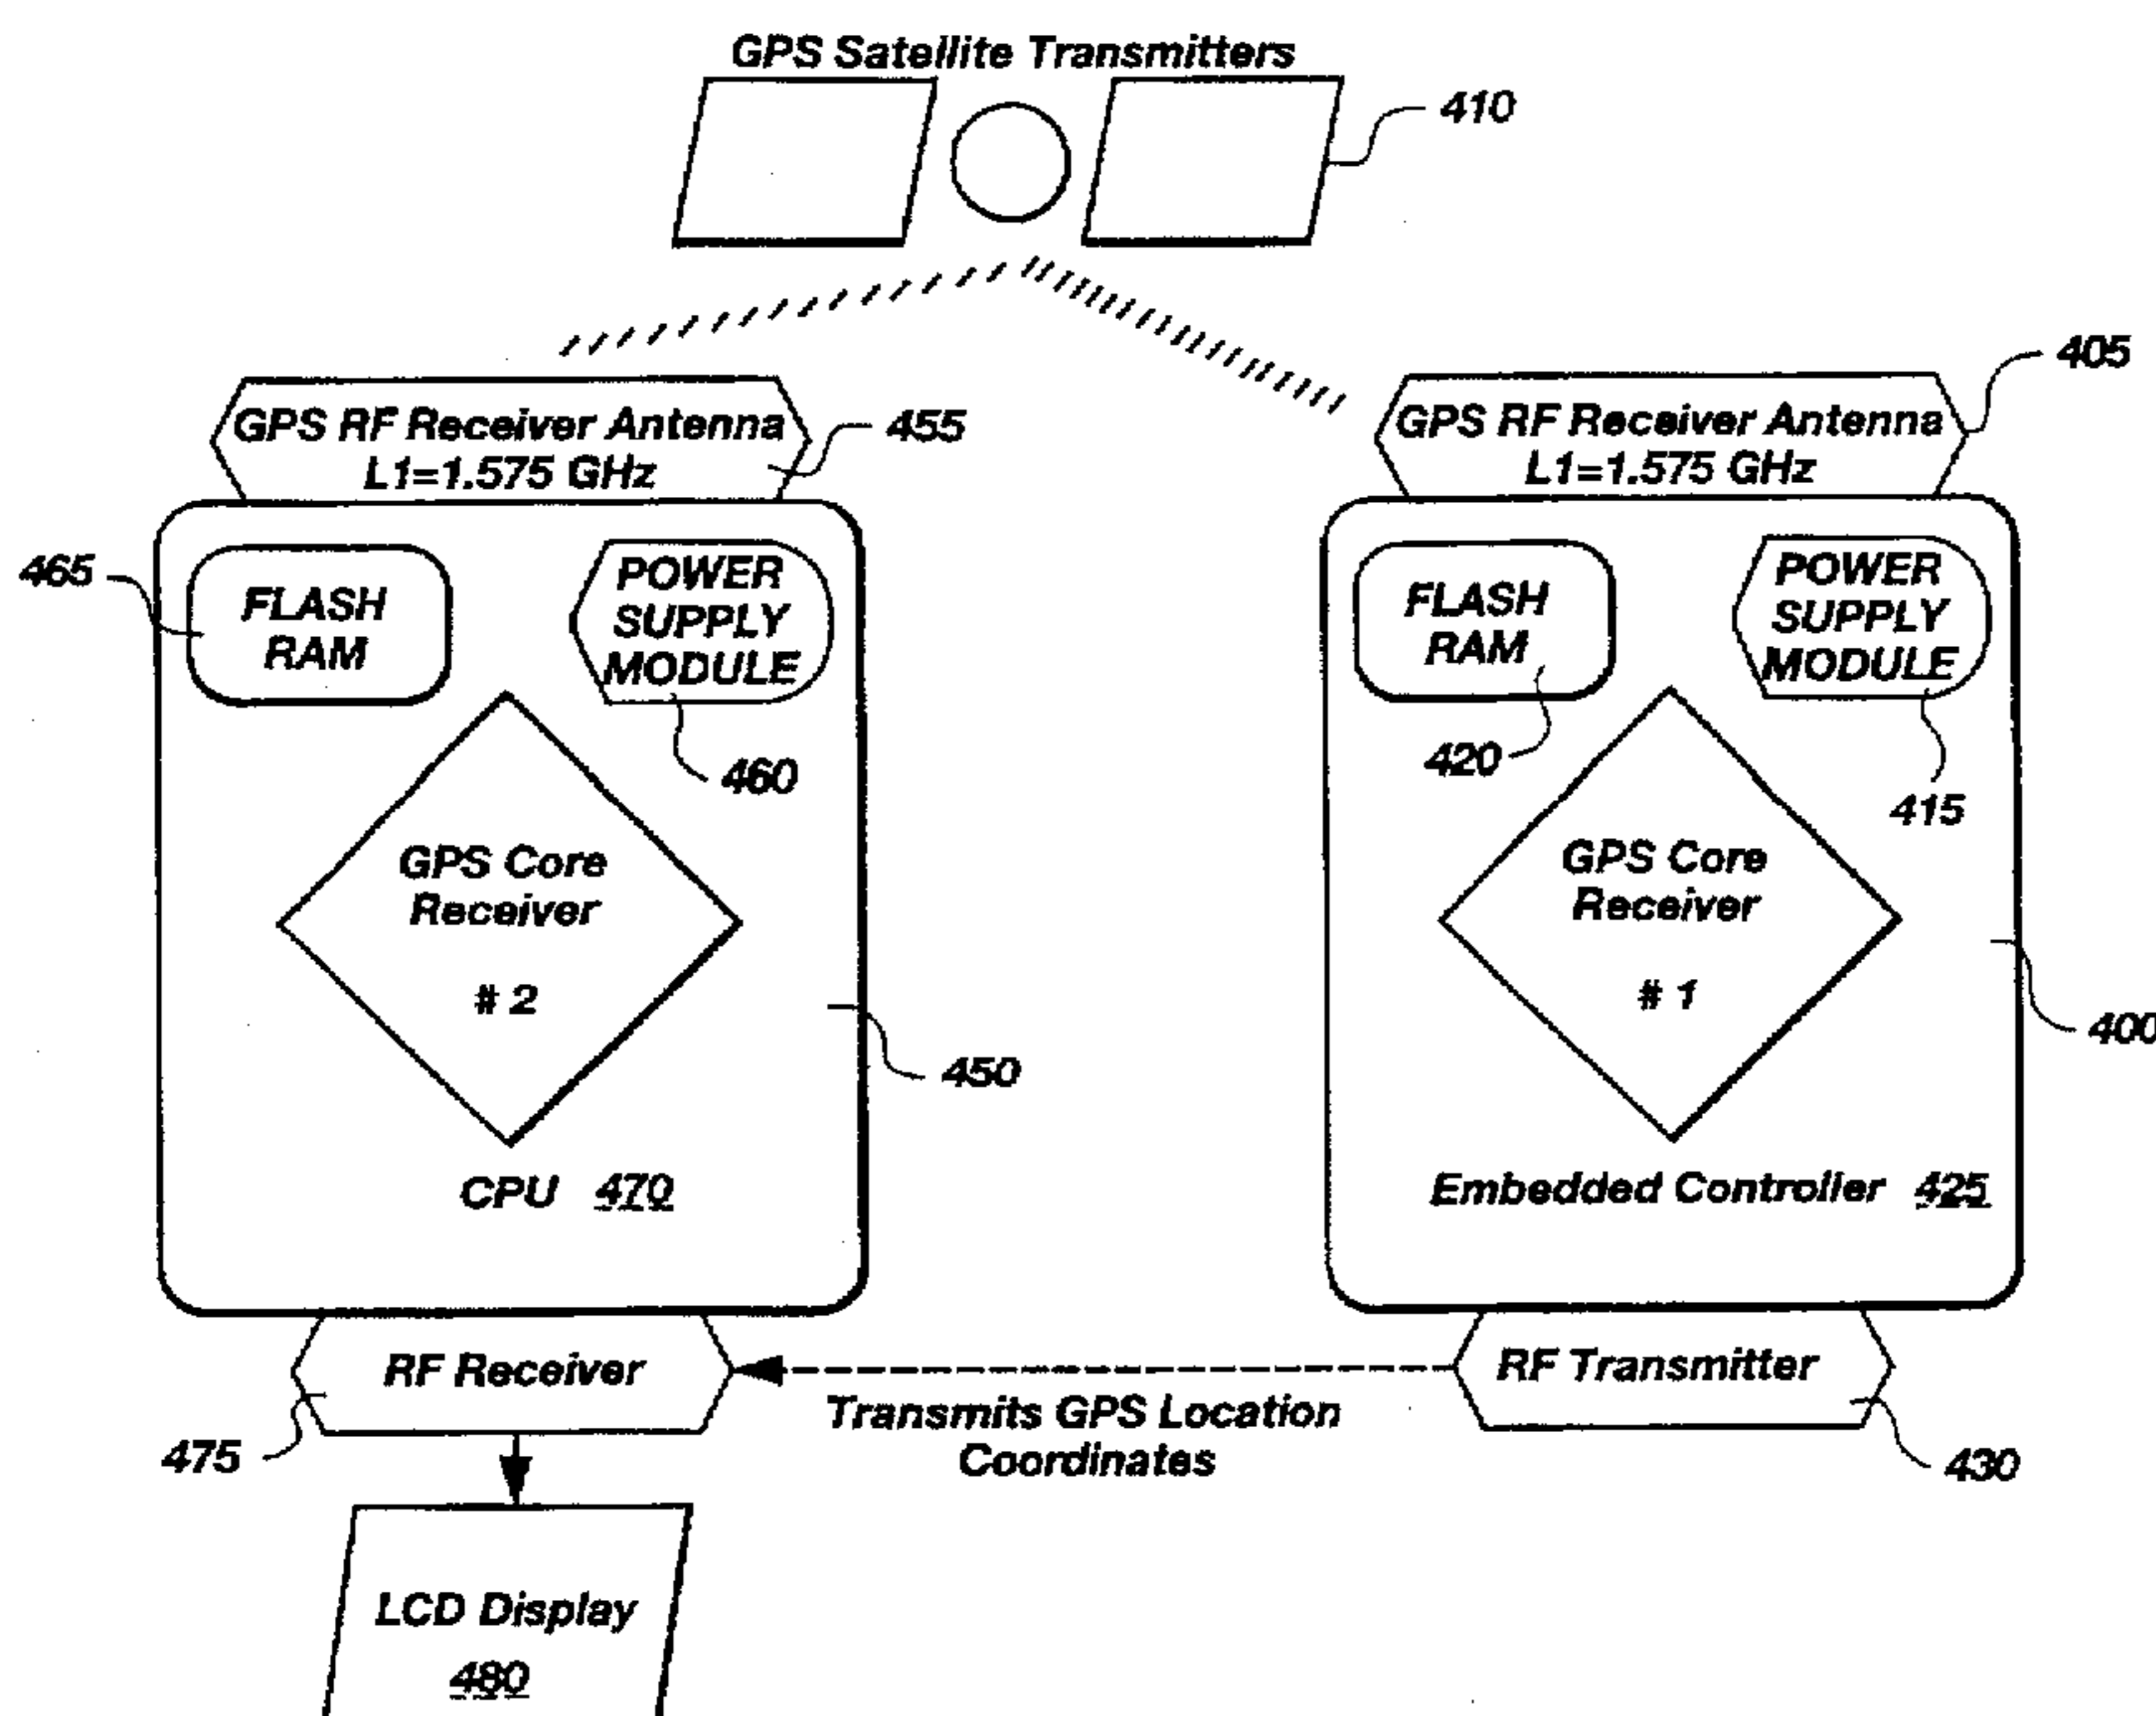 GPS Satellite Transmitters
410
405
GPS RF Receiver Antenna
L1=1.575 GHz
455
GPS RF Receiver Antenna
L1=1.575 GHz
465
FLASH
RAM
POWER
SUPPLY
MODULE
460
GPS Core
Receiver
# 2
450
CPU 470
FLASH
RAM
420
POWER
SUPPLY
MODULE
415
GPS Core
Receiver
# 1
400
Embedded Controller 425
RF Receiver
475
Transmits GPS Location
Coordinates
RF Transmitter
430
LCD Display
480